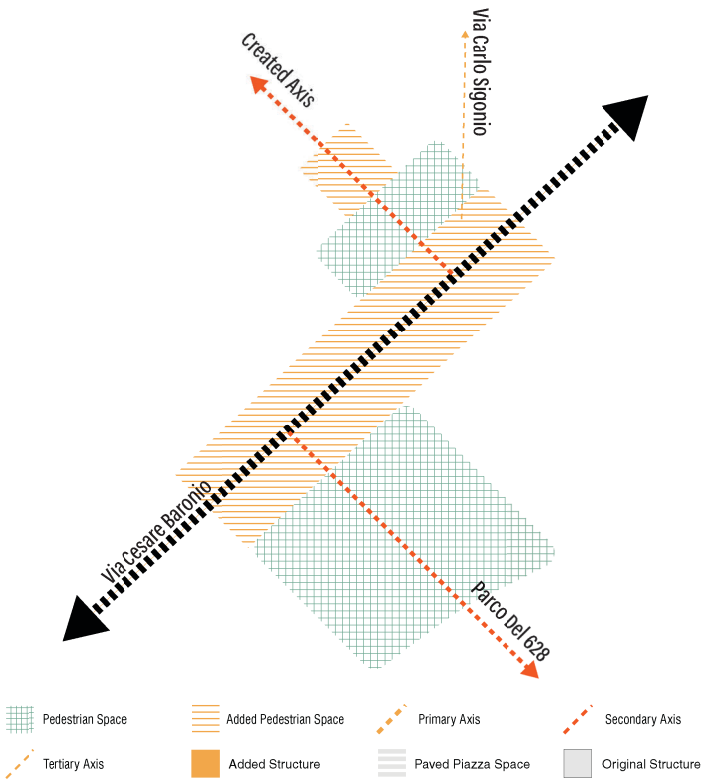 Via Carlo Sigonio
Created Axis
Via Cesare Baronio
Parco Del 628
Pedestrian Space
Added Pedestrian Space
Primary Axis
Secondary Axis
Tertiary Axis
Added Structure
Paved Piazza Space
Original Structure